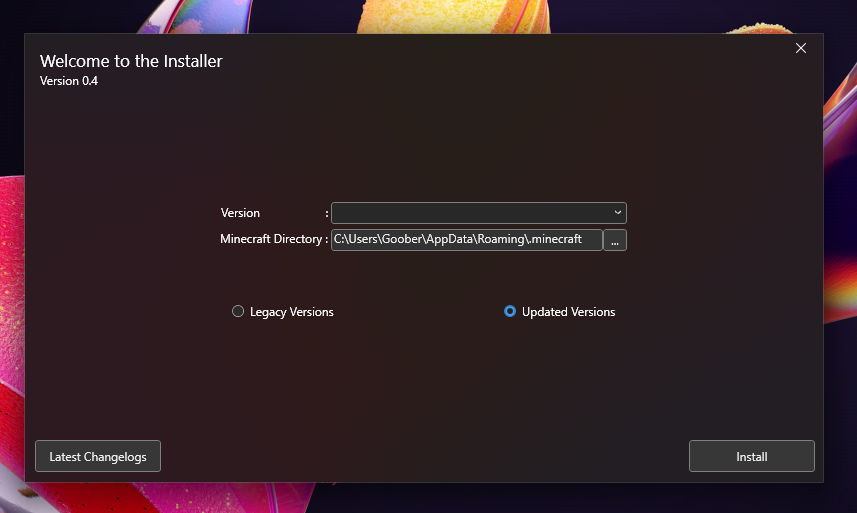 Welcome to the Installer
Version 0.4
Version :
Minecraft Directory : C:\Users\Goober\AppData\Roaming\.minecraft ...
Legacy Versions Updated Versions
Latest Changelogs Install